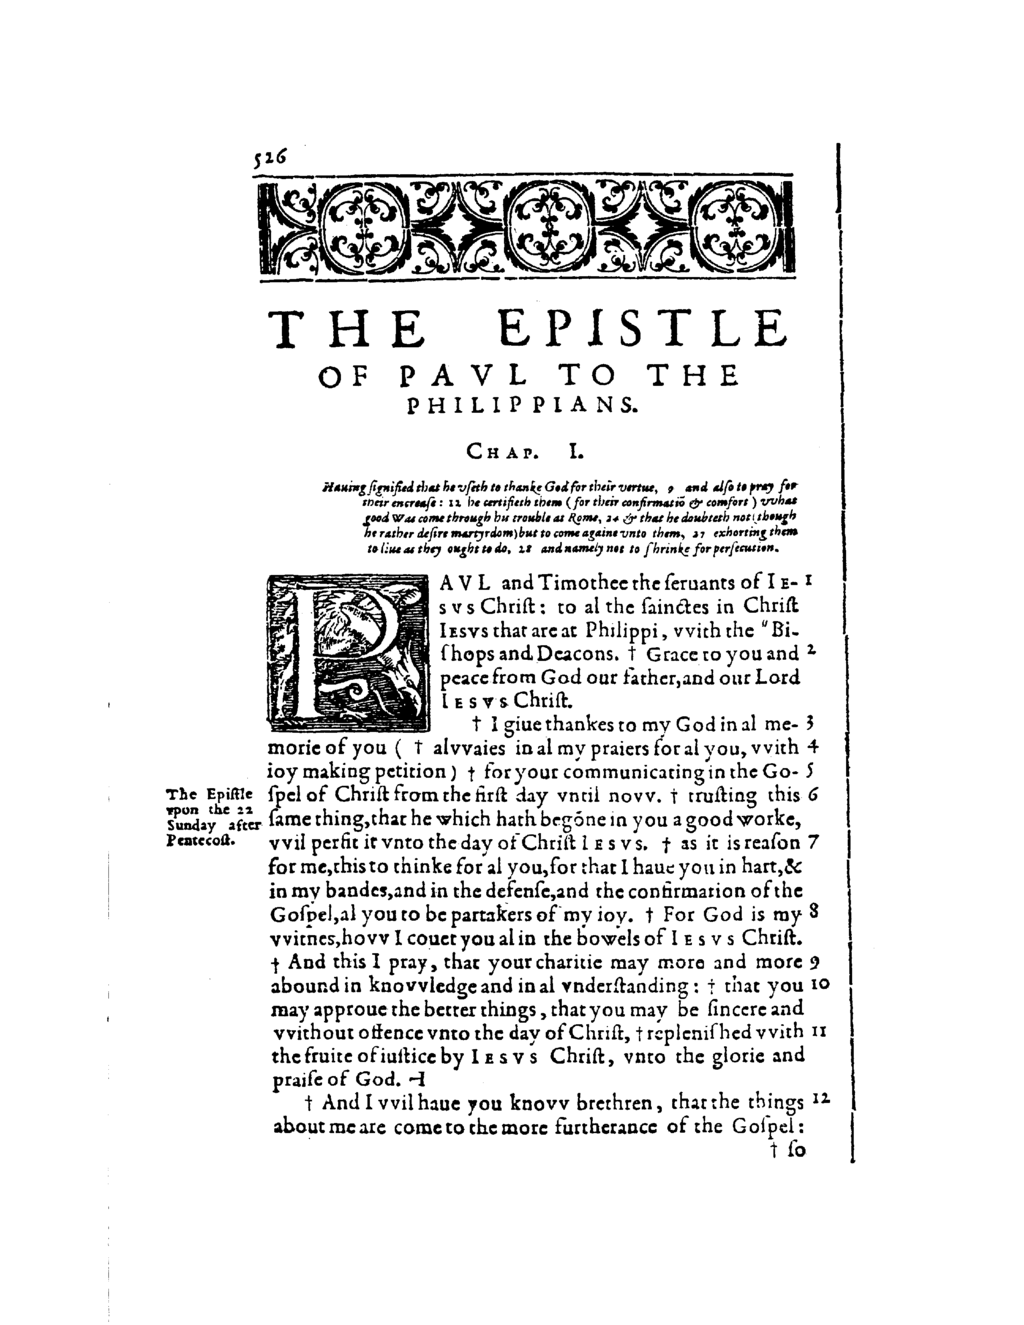 526
THE EPISTLE
OF PAVL TO THE
PHILIPPIANS.
CHAP. I.
Hauing ſignified that he vſeth to thanke God for their vertue, 9 and alſo to pray for
their encreaſe: 12 he certifieth them (for their confirmatiõ & comfort) vvhat
good Was come through his trouble at Rome, 24 & that he doubteth not (though
he rather deſire martyrdom) but to come againe vnto them, 27 exhorting them
to liue as they ought to do, 28 and namely not to ſhrinke for perſecution.
PAVL and Timothee the ſeruants of IE- 1
SVS Chriſt: to al the ſainctes in Chriſt
IESVS that are at Philippi, vvith the " Bi-
ſhops and Deacons. † Grace to you and 2
peace from God our father, and our Lord
IESVS Chriſt.
† I giue thankes to my God in al me- 3
morie of you ( † alvvaies in al my praiers for al you, vvith 4
ioy making petition) † for your communicating in the Go- 5
ſpel of Chriſt from the firſt day vntil novv. † truſting this 6
ſame thing, that he which hath begóne in you a good worke,
vvil perfit it vnto the day of Chriſt IESVS. † as it is reaſon 7
for me, this to thinke for al you, for that I haue you in hart, &
in my bandes, and in the defenſe, and the confirmation of the
Goſpel, al you to be partakers of my ioy. † For God is my 8
vvitnes, hovv I couet you al in the bowels of IESVS Chriſt.
† And this I pray, that your charitie may more and more 9
abound in knovvledge and in al vnderſtanding: † that you 10
may approue the better things, that you may be ſincere and
vvithout offence vnto the day of Chriſt, † repleniſhed vvith 11
the fruite of iuſtice by IESVS Chriſt, vnto the glorie and
praiſe of God. ⊣
† And I vvil haue you knovv brethren, that the things 12
about me are come to the more furtherance of the Goſpel:
† ſo
The Epiſtle
vpon the 22
Sunday after
Pentecoſt.